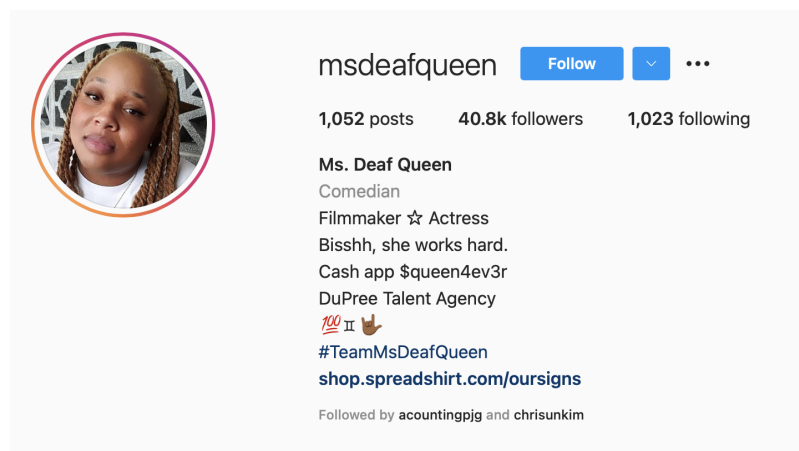 msdeafqueen Follow
1,052 posts 40.8k followers 1,023 following
Ms. Deaf Queen
Comedian
Filmmaker ☆ Actress
Bisshh, she works hard.
Cash app $queen4ev3r
DuPree Talent Agency
💯♊🤟🏾
#TeamMsDeafQueen
shop.spreadshirt.com/oursigns
Followed by acountingpjg and chrisunkim